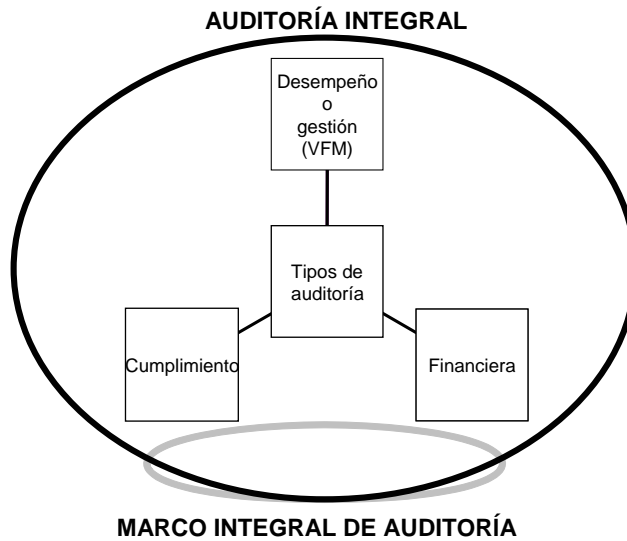 AUDITORÍA INTEGRAL
Desempeño
o
gestión
(VFM)
Tipos de
auditoría
Cumplimiento
Financiera
MARCO INTEGRAL DE AUDITORÍA